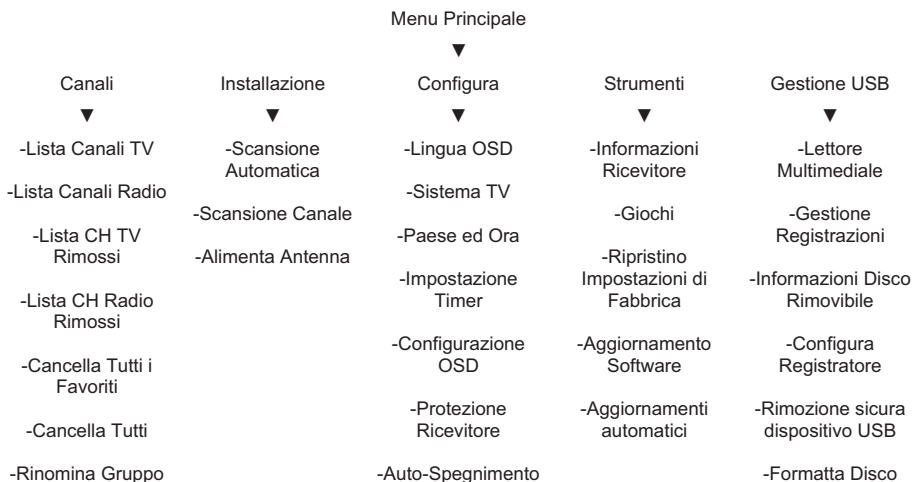 Menu Principale
▼
Canali
▼
-Lista Canali TV
-Lista Canali Radio
-Lista CH TV
Rimossi
-Lista CH Radio
Rimossi
-Cancella Tutti i
Favoriti
-Cancella Tutti
-Rinomina Gruppo
Installazione
▼
-Scansione
Automatica
-Scansione Canale
-Alimenta Antenna
Configura
▼
-Lingua OSD
-Sistema TV
-Paese ed Ora
-Impostazione
Timer
-Configurazione
OSD
-Protezione
Ricevitore
-Auto-Spegnimento
Strumenti
▼
-Informazioni
Ricevitore
-Giochi
-Ripristino
Impostazioni di
Fabbrica
-Aggiornamento
Software
-Aggiornamenti
automatici
Gestione USB
▼
-Lettore
Multimediale
-Gestione
Registrazioni
-Informazioni Disco
Rimovibile
-Configura
Registratore
-Rimozione sicura
dispositivo USB
-Formatta Disco